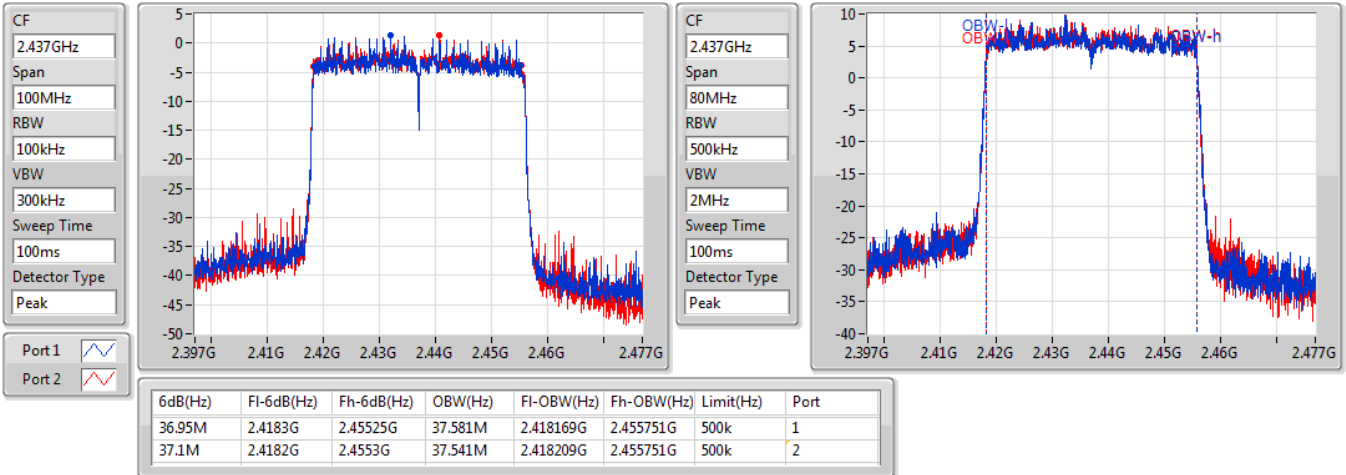 CF
2.437GHz
Span
100MHz
RBW
100kHz
VBW
300kHz
Sweep Time
100ms
Detector Type
Peak
Port 1
Port 2
5
0
-5
-10
-15
-20
-25
-30
-35
-40
-45
-50
2.397G 2.41G 2.42G 2.43G 2.44G 2.45G 2.46G 2.477G
CF
2.437GHz
Span
80MHz
RBW
500kHz
VBW
2MHz
Sweep Time
100ms
Detector Type
Peak
10
5
0
-5
-10
-15
-20
-25
-30
-35
-40
OBW-l
OBW-h
2.397G 2.41G 2.42G 2.43G 2.44G 2.45G 2.46G 2.477G
6dB(Hz) Fl-6dB(Hz) Fh-6dB(Hz) OBW(Hz) Fl-OBW(Hz) Fh-OBW(Hz) Limit(Hz) Port
36.95M 2.4183G 2.45525G 37.581M 2.418169G 2.455751G 500k 1
37.1M 2.4182G 2.4553G 37.541M 2.418209G 2.455751G 500k 2